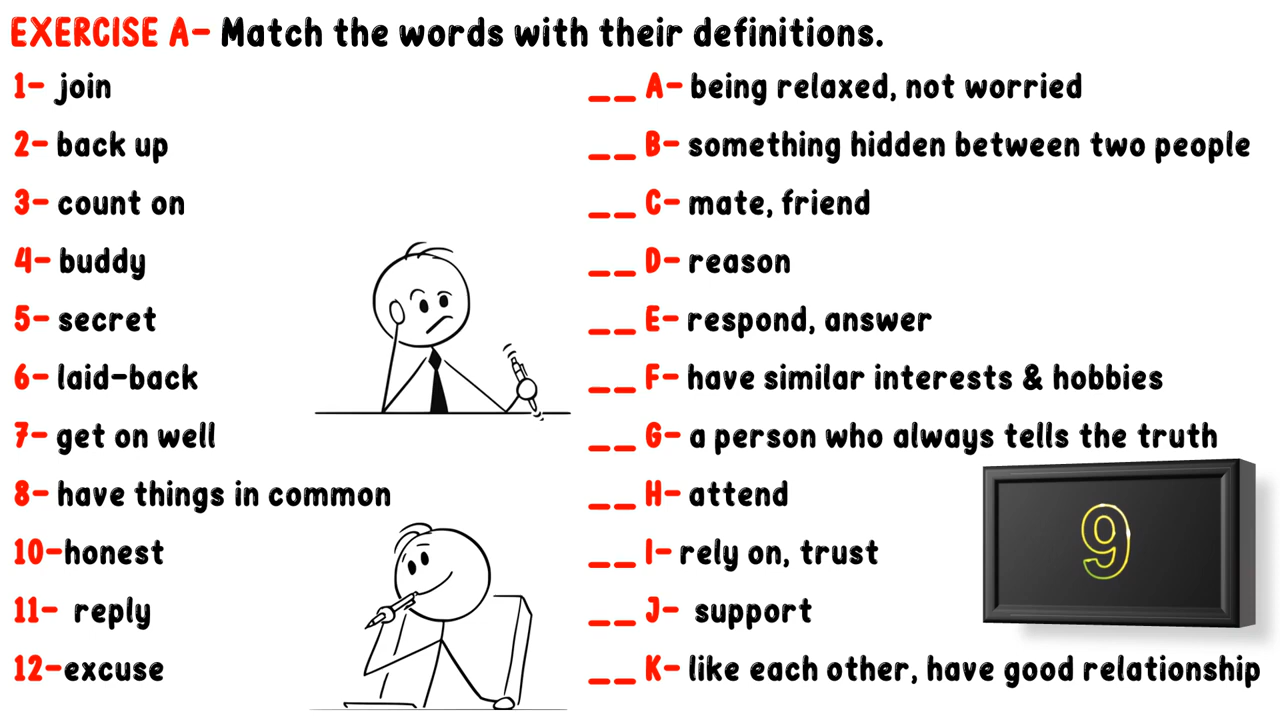 EXERCISE A- Match the words with their definitions.
1- join
__ A- being relaxed, not worried
2- back up
__ B- something hidden between two people
3- count on
__ C- mate, friend
4- buddy
__ D- reason
5- secret
__ E- respond, answer
6- laid-back
__ F- have similar interests & hobbies
7- get on well
__ G- a person who always tells the truth
8- have things in common
__ H- attend
10-honest
__ I- rely on, trust
9
11- reply
__ J- support
12-excuse
__ K- like each other, have good relationship